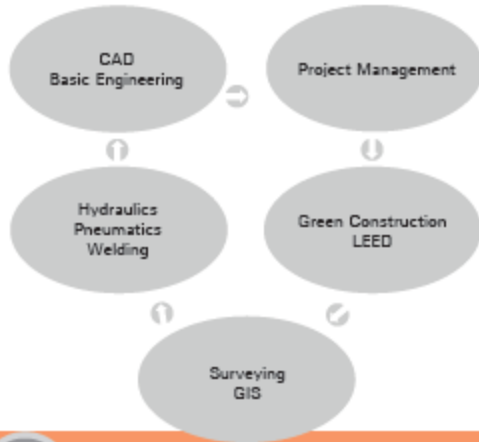 CAD
Basic Engineering
Project Management
Hydraulics
Pneumatics
Welding
Green Construction
LEED
Surveying
GIS